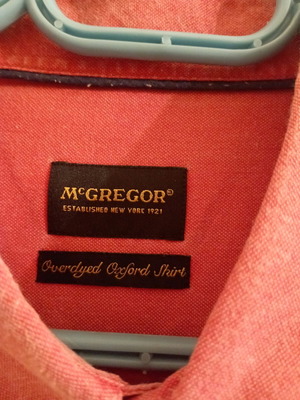 McGREGOR®
ESTABLISHED NEW YORK 1921
Overdyed Oxford Shirt